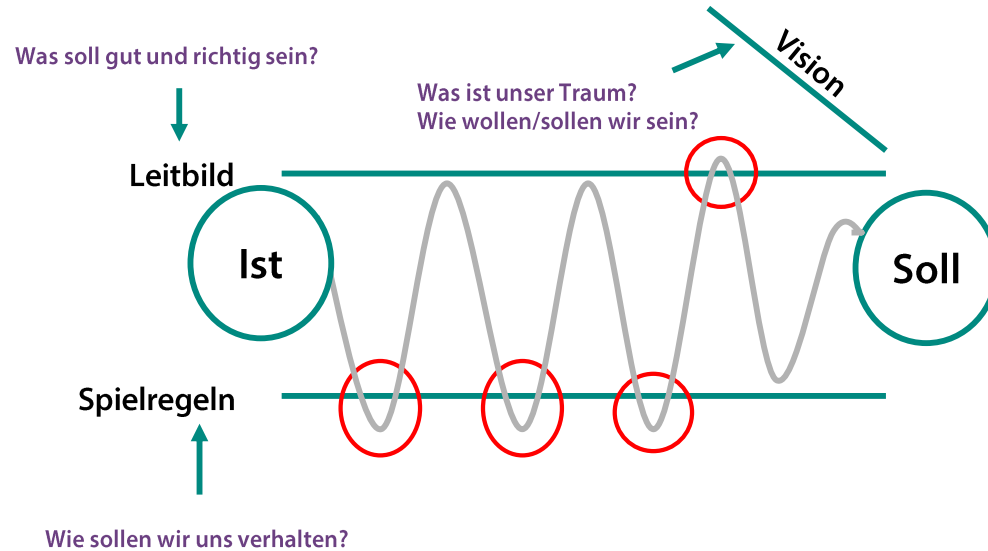 Was soll gut und richtig sein?
Vision
Was ist unser Traum?
Wie wollen/sollen wir sein?
Leitbild
Ist
Soll
Spielregeln
Wie sollen wir uns verhalten?